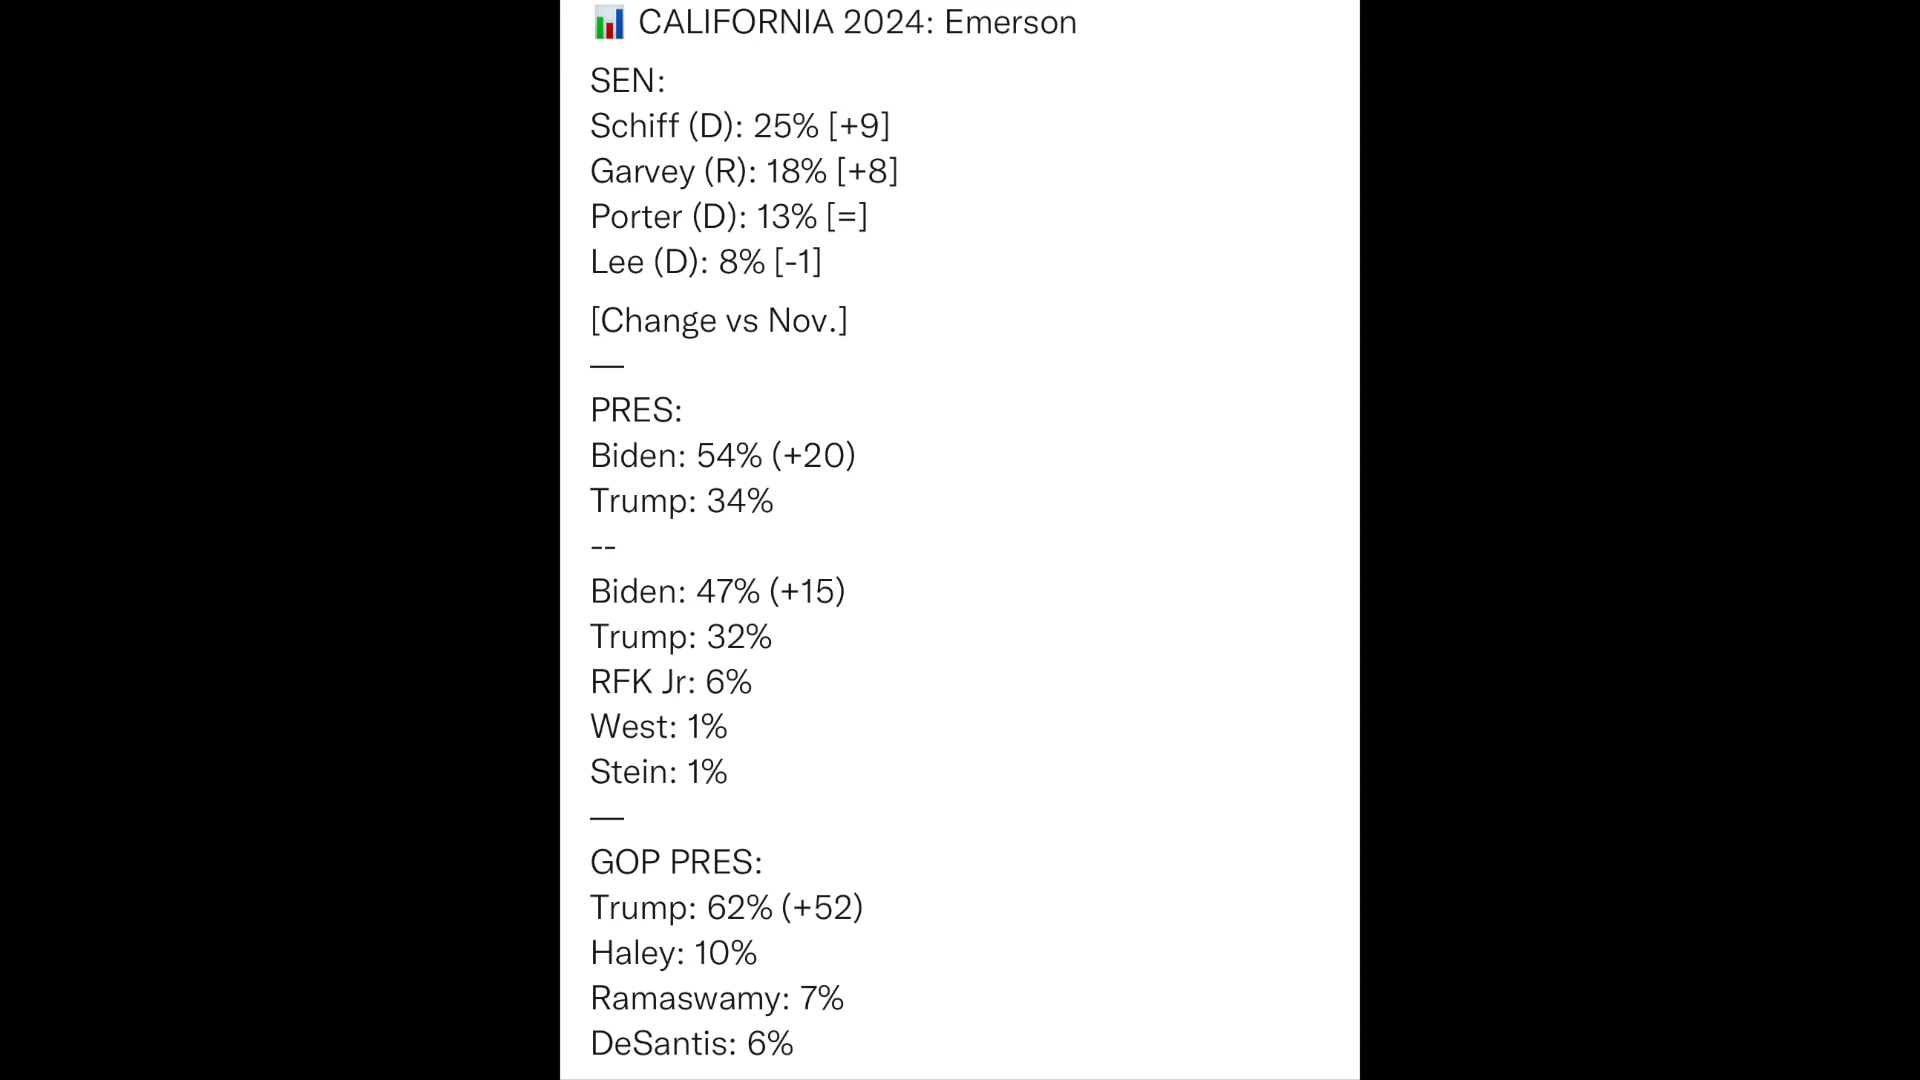 📊 CALIFORNIA 2024: Emerson
SEN:
Schiff (D): 25% [+9]
Garvey (R): 18% [+8]
Porter (D): 13% [=]
Lee (D): 8% [-1]
[Change vs Nov.]
—
PRES:
Biden: 54% (+20)
Trump: 34%
--
Biden: 47% (+15)
Trump: 32%
RFK Jr: 6%
West: 1%
Stein: 1%
—
GOP PRES:
Trump: 62% (+52)
Haley: 10%
Ramaswamy: 7%
DeSantis: 6%